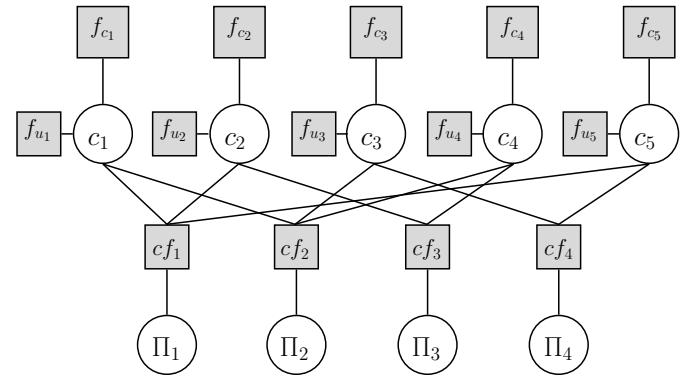 f_{c_1} f_{c_2} f_{c_3} f_{c_4} f_{c_5}
f_{u_1} c_1 f_{u_2} c_2 f_{u_3} c_3 f_{u_4} c_4 f_{u_5} c_5
cf_1 cf_2 cf_3 cf_4
Π_1 Π_2 Π_3 Π_4